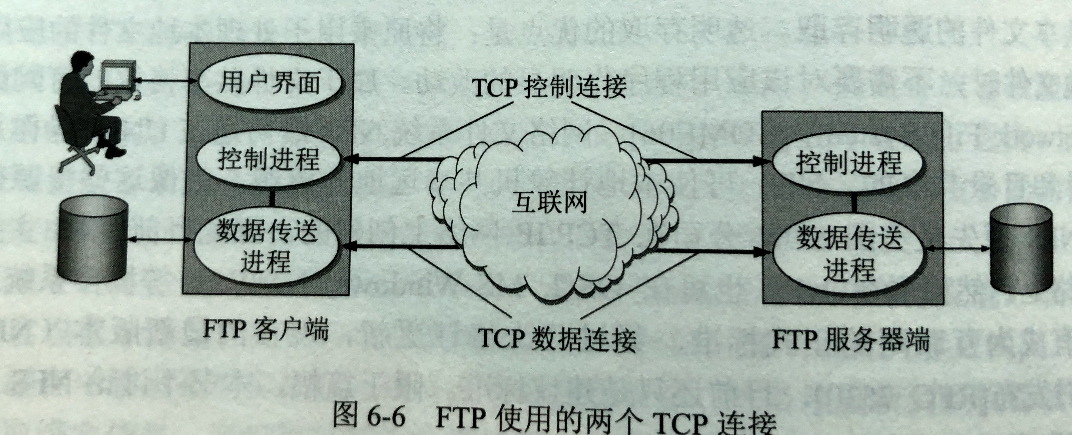 TCP 控制连接
用户界面
控制进程
数据传送
进程
互联网
控制进程
数据传送
进程
FTP 客户端
TCP 数据连接
FTP 服务器端
图 6-6 FTP 使用的两个 TCP 连接